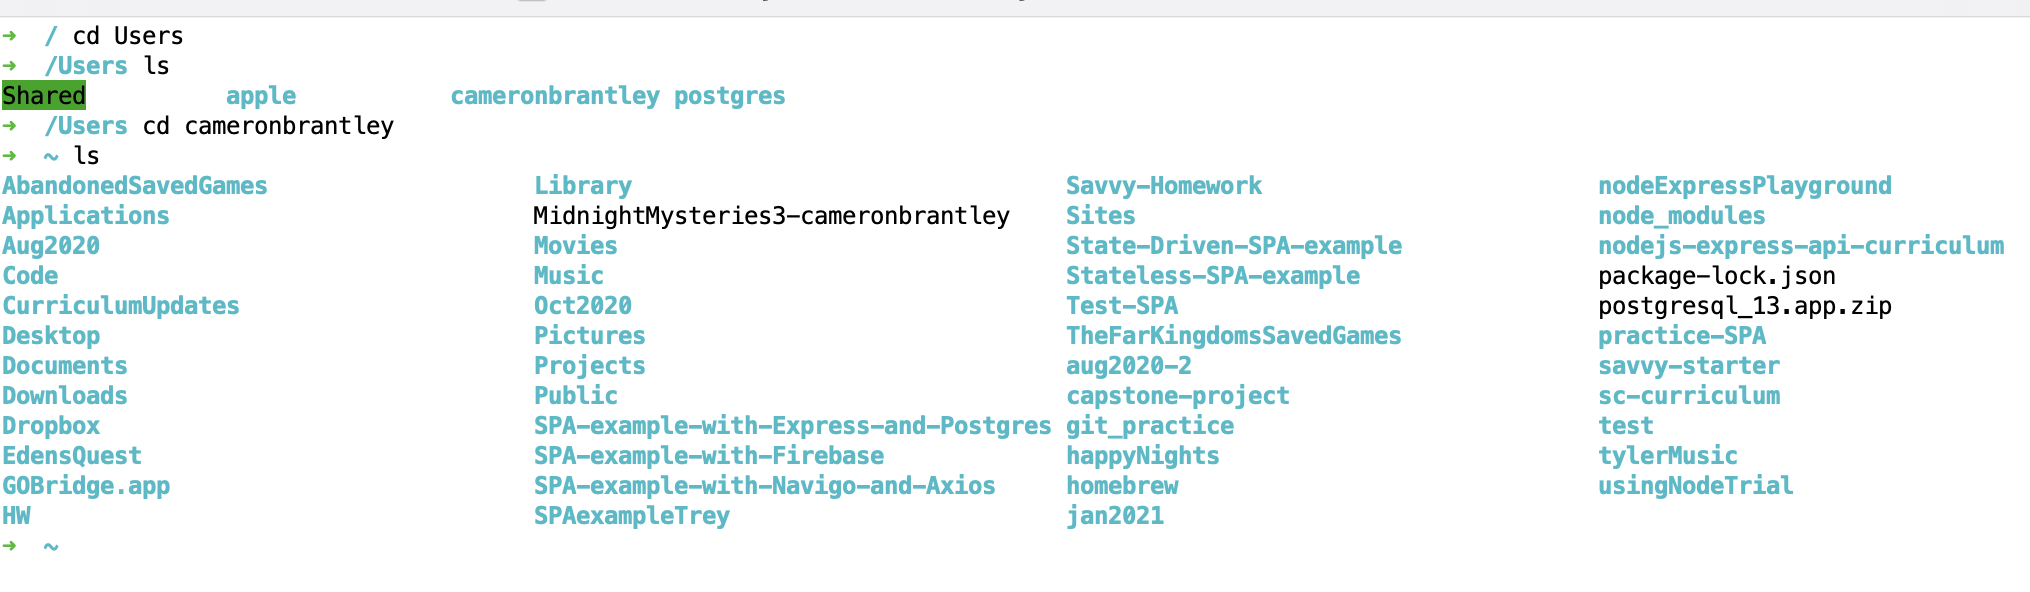 ➜ / cd Users
➜ /Users ls
Shared apple cameronbrantley postgres
➜ /Users cd cameronbrantley
➜ ~ ls
AbandonedSavedGames Library Savvy-Homework nodeExpressPlayground
Applications MidnightMysteries3-cameronbrantley Sites node_modules
Aug2020 Movies State-Driven-SPA-example nodejs-express-api-curriculum
Code Music Stateless-SPA-example package-lock.json
CurriculumUpdates Oct2020 Test-SPA postgresql_13.app.zip
Desktop Pictures TheFarKingdomsSavedGames practice-SPA
Documents Projects aug2020-2 savvy-starter
Downloads Public capstone-project sc-curriculum
Dropbox SPA-example-with-Express-and-Postgres git_practice test
EdensQuest SPA-example-with-Firebase happyNights tylerMusic
GOBridge.app SPA-example-with-Navigo-and-Axios homebrew usingNodeTrial
HW SPAexampleTrey jan2021
➜ ~